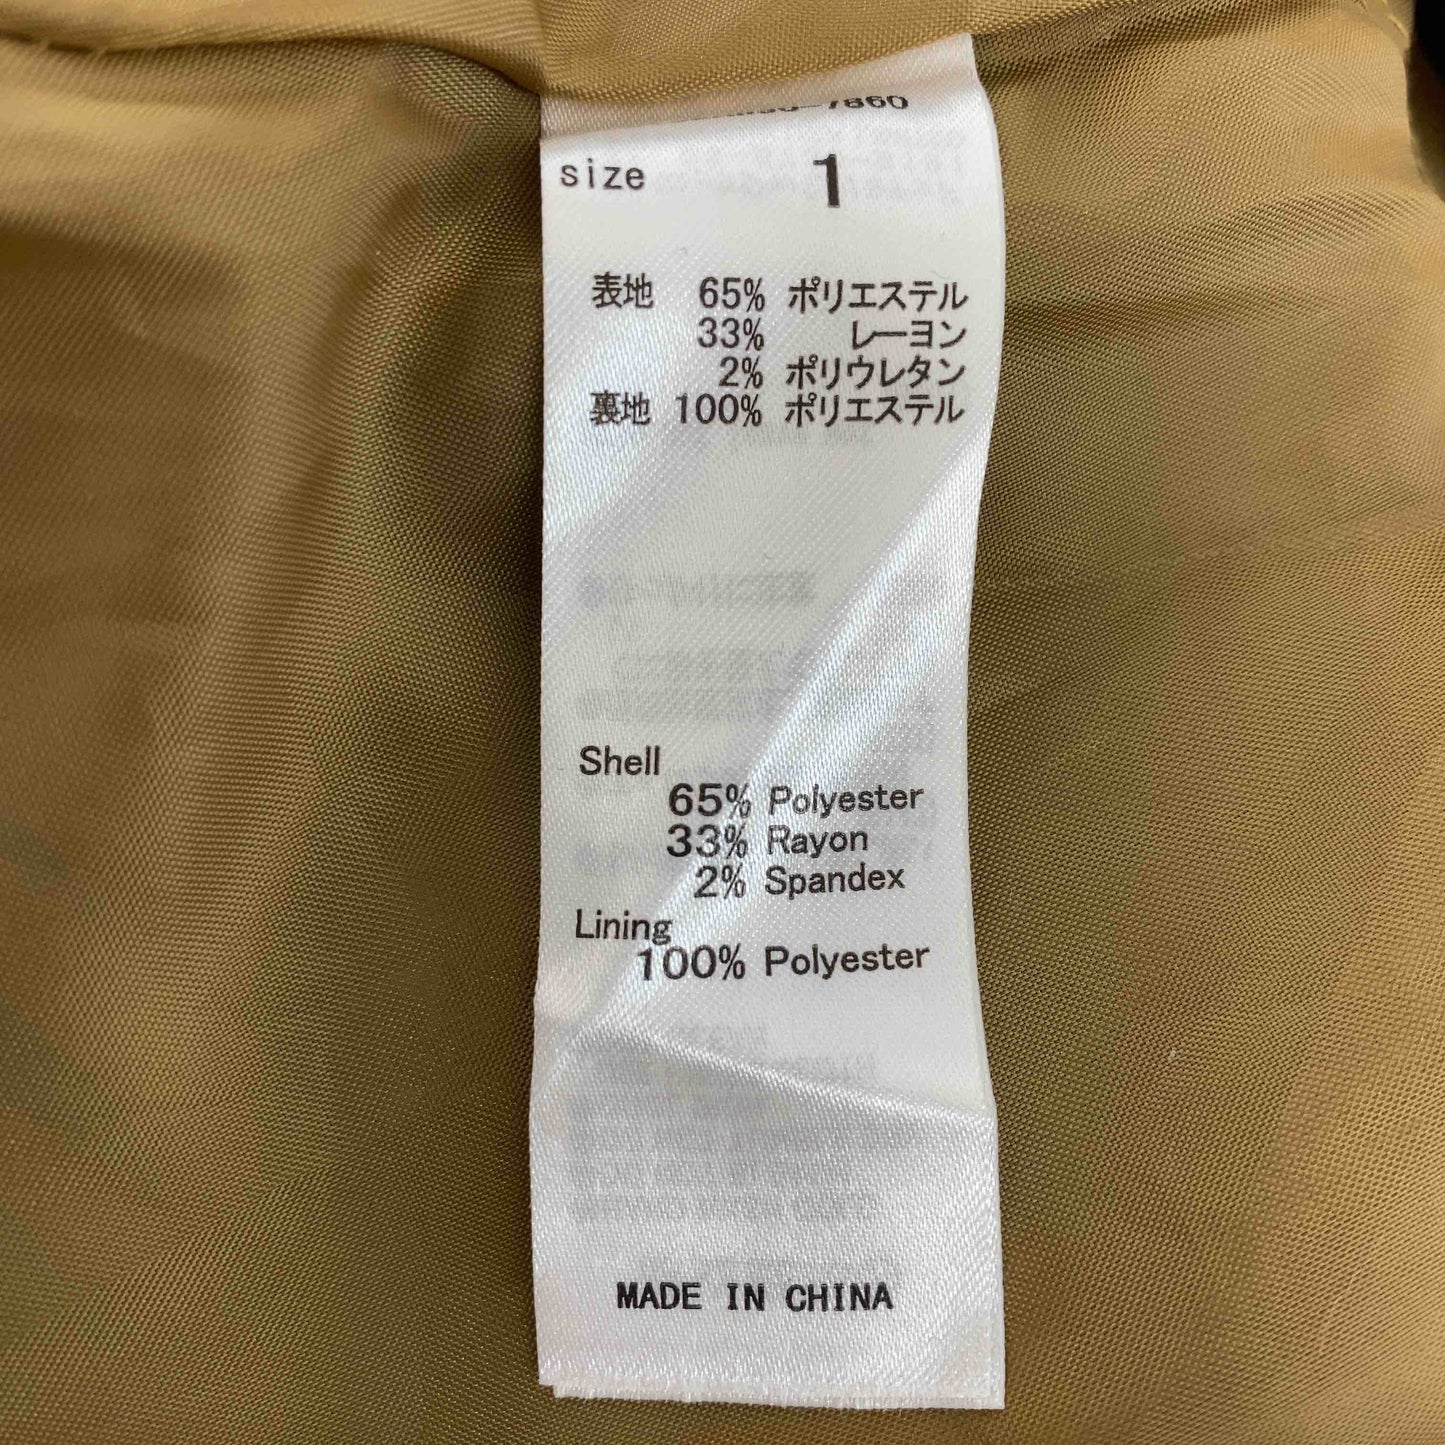 size 1
表地 65% ポリエステル
33% レーヨン
2% ポリウレタン
裏地 100% ポリエステル
Shell
65% Polyester
33% Rayon
2% Spandex
Lining
100% Polyester
MADE IN CHINA